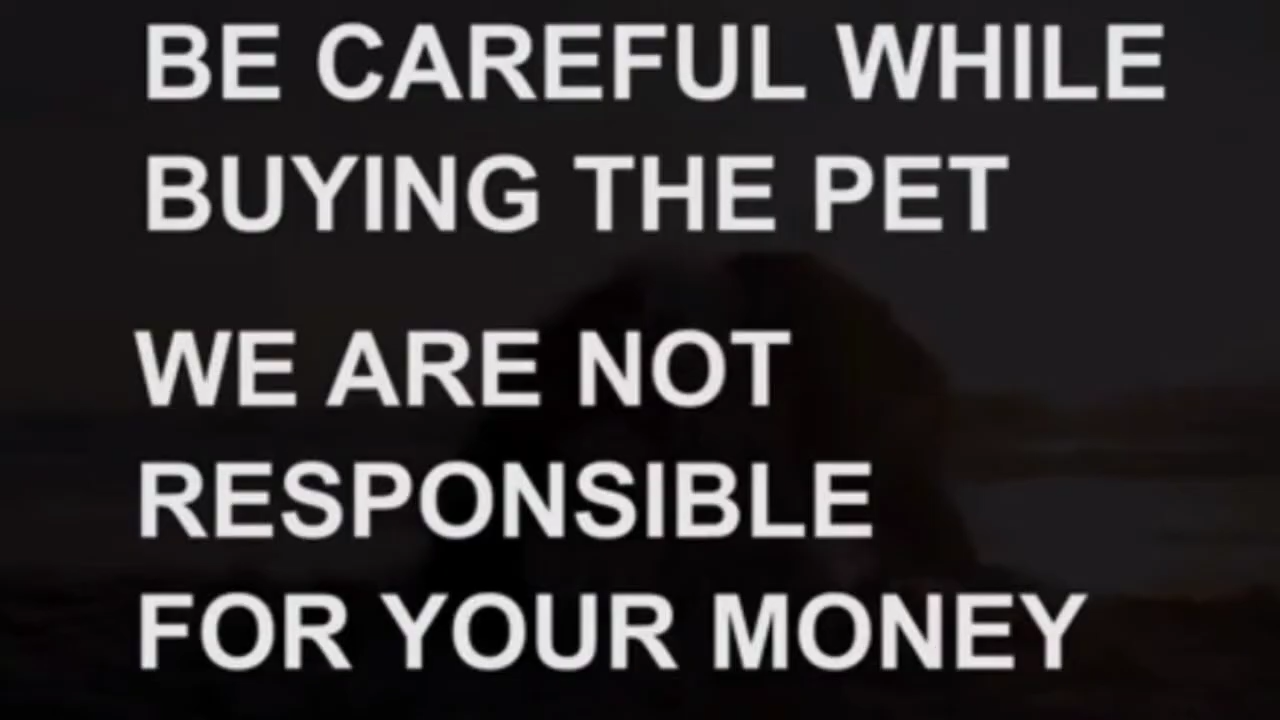 BE CAREFUL WHILE
BUYING THE PET
WE ARE NOT
RESPONSIBLE
FOR YOUR MONEY